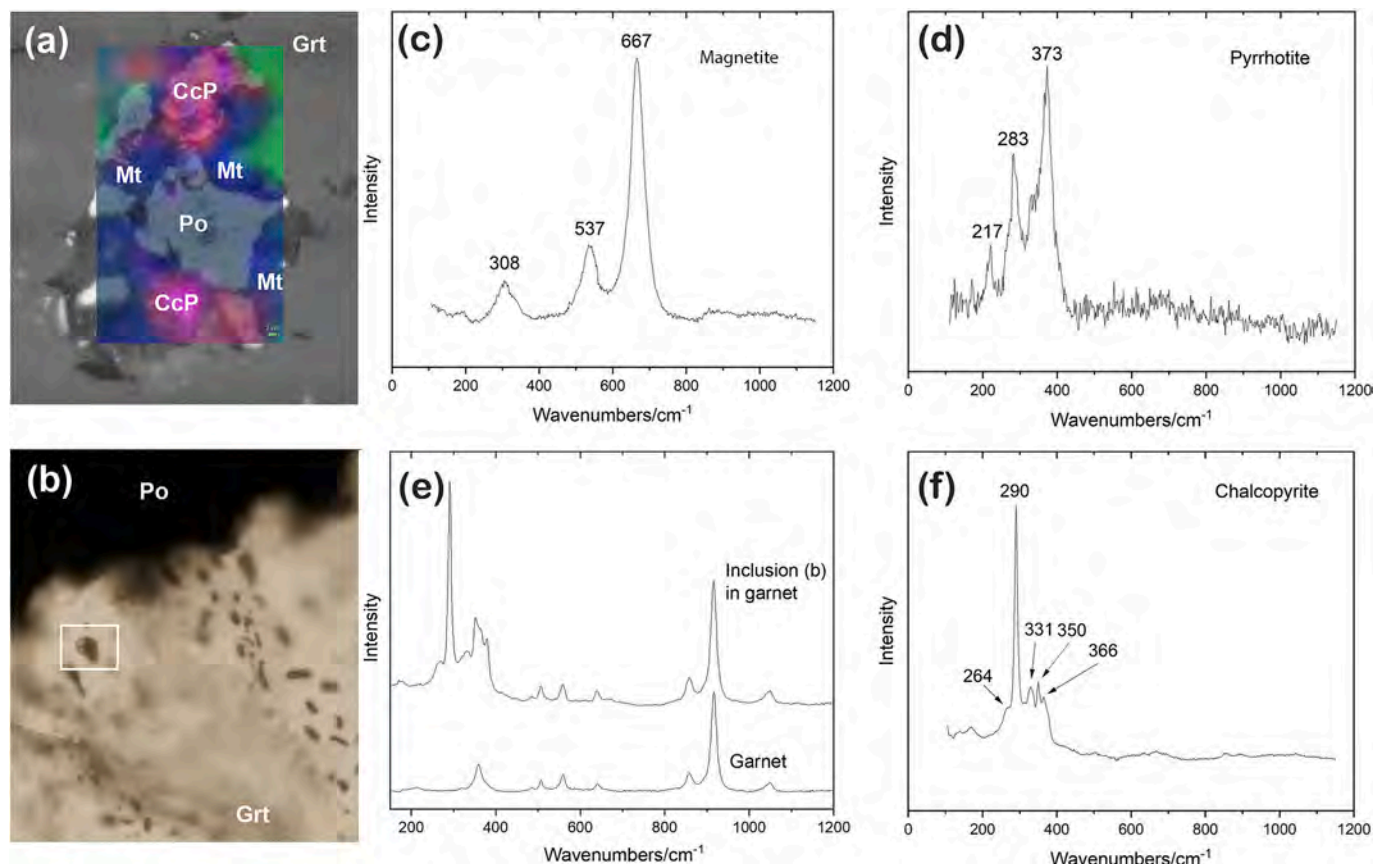 (a)
Grt
CcP
Mt
Mt
Po
Mt
CcP
(c)
667
Magnetite
537
308
Intensity
0 200 400 600 800 1000 1200
Wavenumbers/cm⁻¹
(d)
373
Pyrrhotite
283
217
Intensity
0 200 400 600 800 1000 1200
Wavenumbers/cm⁻¹
(b)
Po
Grt
(e)
Inclusion (b)
in garnet
Garnet
Intensity
200 400 600 800 1000 1200
Wavenumbers/cm⁻¹
(f)
290
Chalcopyrite
331 350
366
264
Intensity
0 200 400 600 800 1000 1200
Wavenumbers/cm⁻¹